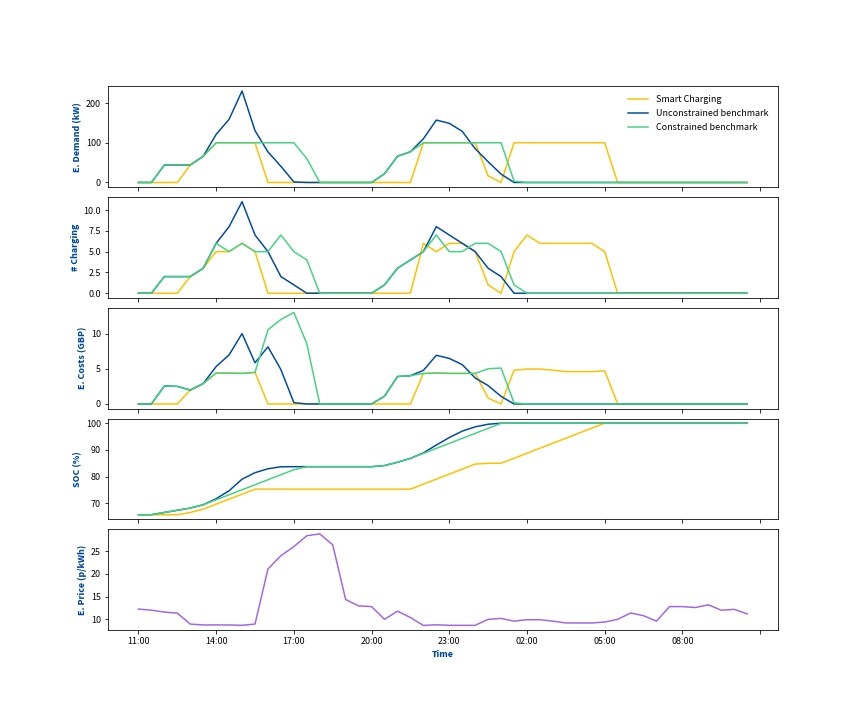 E. Demand (kW)
200
100
0
Smart Charging
Unconstrained benchmark
Constrained benchmark
# Charging
10.0
7.5
5.0
2.5
0.0
E. Costs (GBP)
10
5
0
SOC (%)
100
90
80
70
E. Price (p/kWh)
25
20
15
10
11:00 14:00 17:00 20:00 23:00 02:00 05:00 08:00
Time